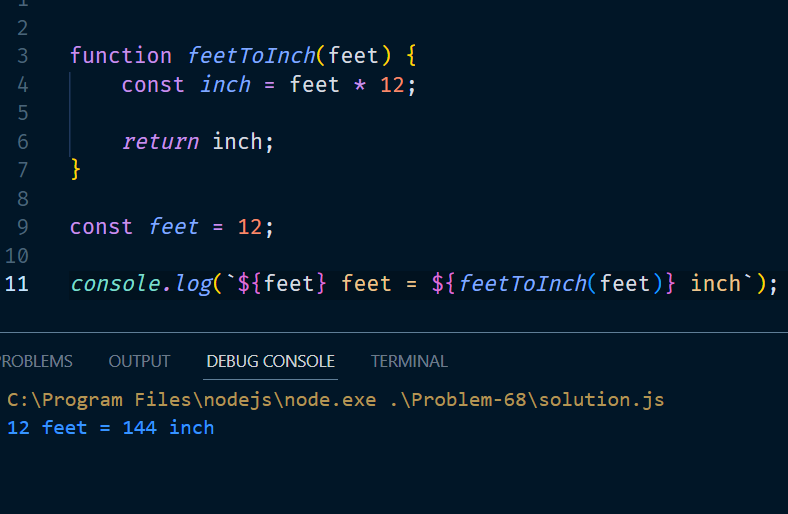 1
2
3 function feetToInch(feet) {
4     const inch = feet * 12;
5
6     return inch;
7 }
8
9 const feet = 12;
10
11 console.log(`${feet} feet = ${feetToInch(feet)} inch`);
PROBLEMS OUTPUT DEBUG CONSOLE TERMINAL
C:\Program Files\nodejs\node.exe .\Problem-68\solution.js
12 feet = 144 inch